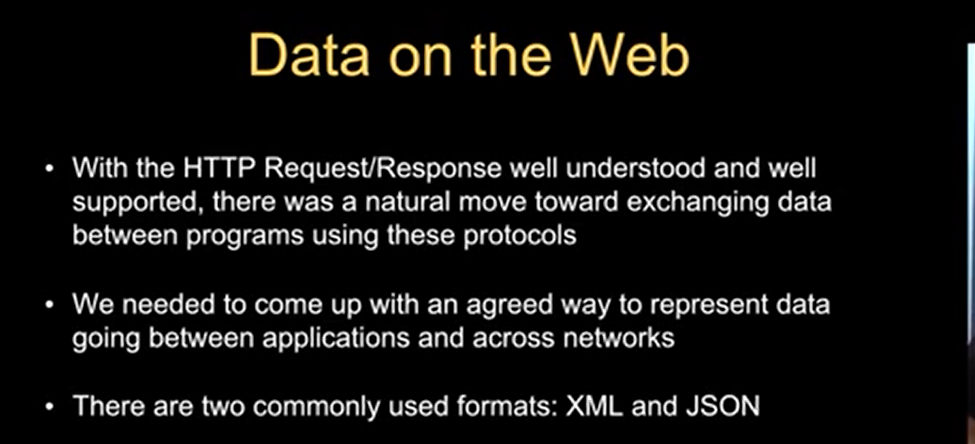 Data on the Web
• With the HTTP Request/Response well understood and well
supported, there was a natural move toward exchanging data
between programs using these protocols
• We needed to come up with an agreed way to represent data
going between applications and across networks
• There are two commonly used formats: XML and JSON